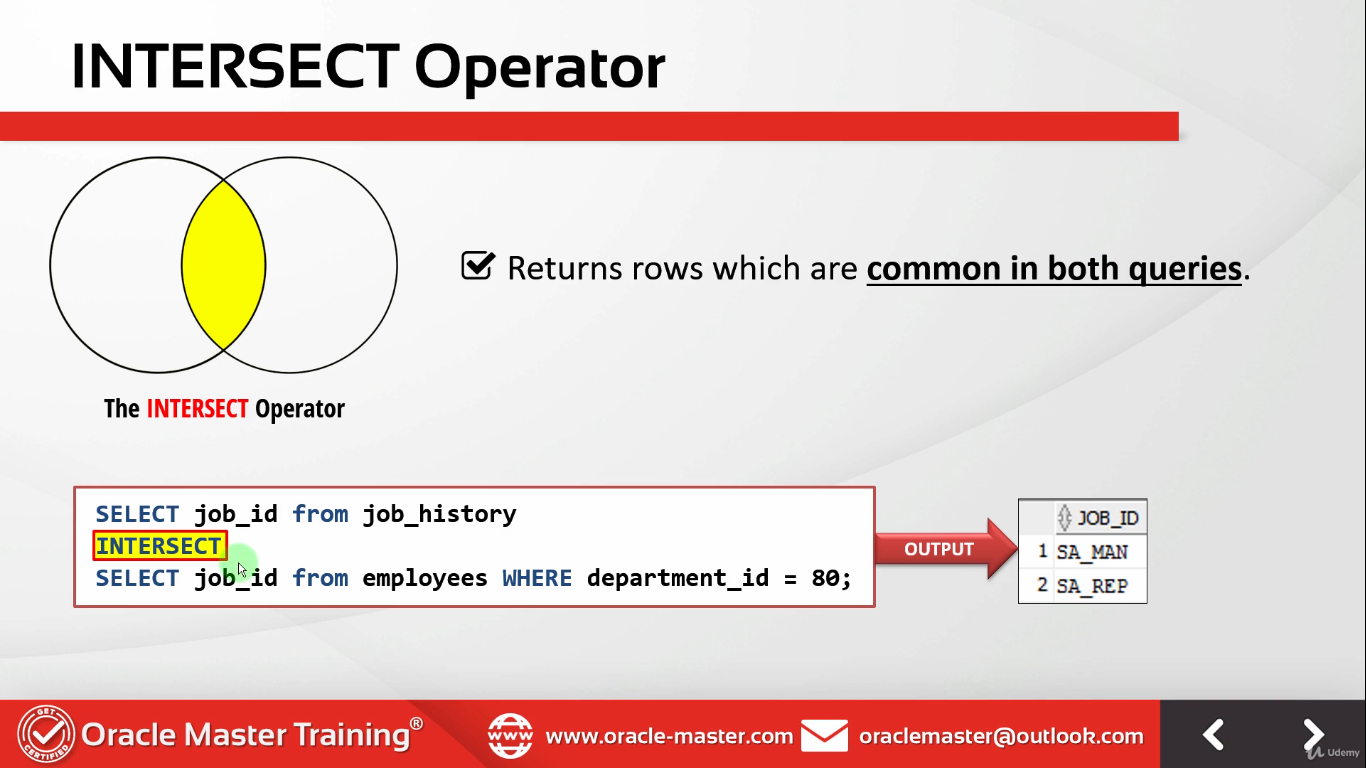 INTERSECT Operator
Returns rows which are common in both queries.
The INTERSECT Operator
SELECT job_id from job_history
INTERSECT
SELECT job_id from employees WHERE department_id = 80;
OUTPUT
JOB_ID
1 SA_MAN
2 SA_REP
GET
CERTIFIED
Oracle Master Training®
WWW
www.oracle-master.com
oraclemaster@outlook.com
Udemy